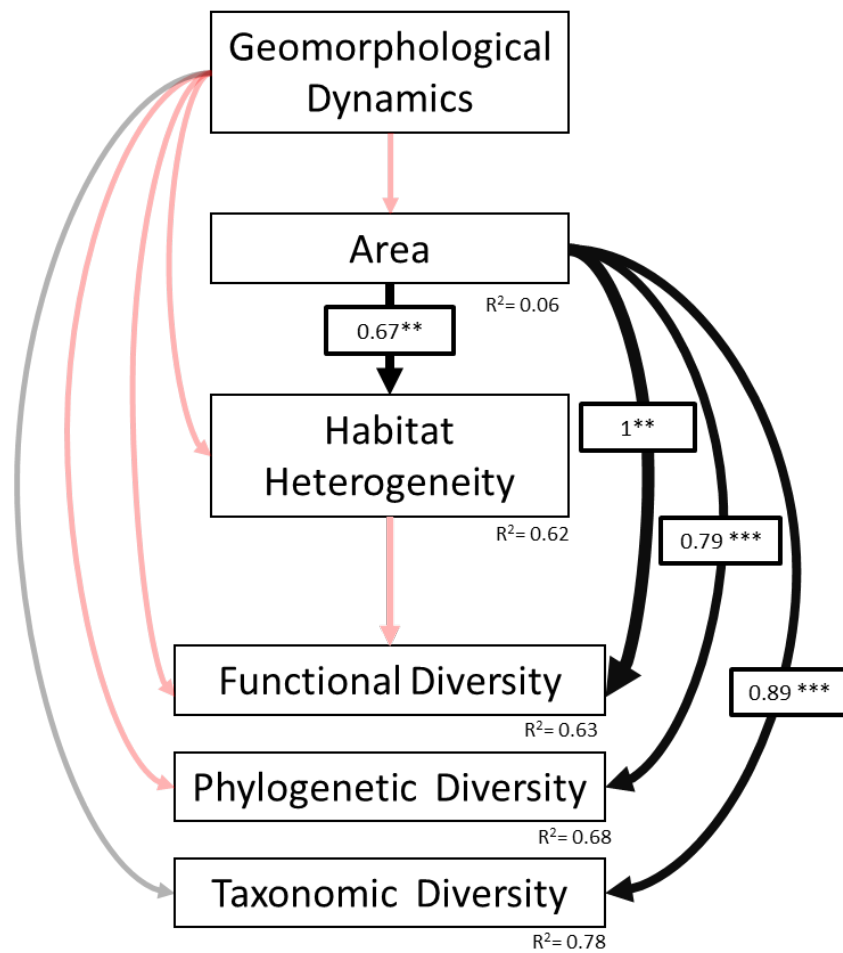 Geomorphological
Dynamics
Area
R²= 0.06
0.67**
Habitat
Heterogeneity
R²= 0.62
1**
0.79 ***
0.89 ***
Functional Diversity
R²= 0.63
Phylogenetic Diversity
R²= 0.68
Taxonomic Diversity
R²= 0.78